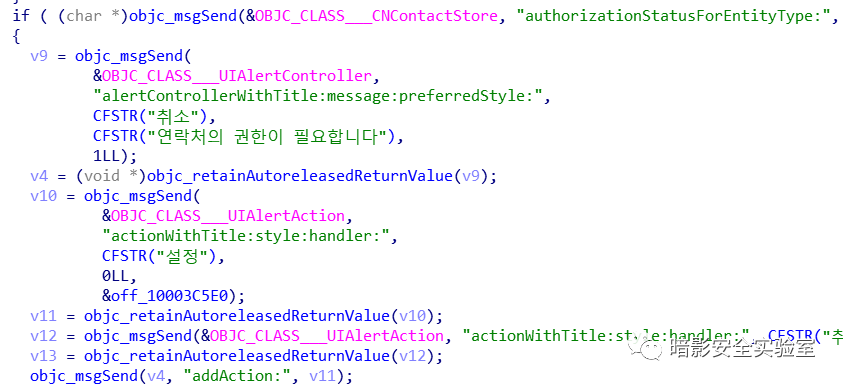 if ( (char *)objc_msgSend(&OBJC_CLASS___CNContactStore, "authorizationStatusForEntityType:",
{
v9 = objc_msgSend(
&OBJC_CLASS___UIAlertController,
"alertControllerWithTitle:message:preferredStyle:",
CFSTR("취소"),
CFSTR("연락처의 권한이 필요합니다"),
1LL);
v4 = (void *)objc_retainAutoreleasedReturnValue(v9);
v10 = objc_msgSend(
&OBJC_CLASS___UIAlertAction,
"actionWithTitle:style:handler:",
CFSTR("설정"),
0LL,
&off_10003C5E0);
v11 = objc_retainAutoreleasedReturnValue(v10);
v12 = objc_msgSend(&OBJC_CLASS___UIAlertAction, "actionWithTitle:style:handler:", CFSTR("취
v13 = objc_retainAutoreleasedReturnValue(v12);
objc_msgSend(v4, "addAction:", v11);
暗影安全实验室